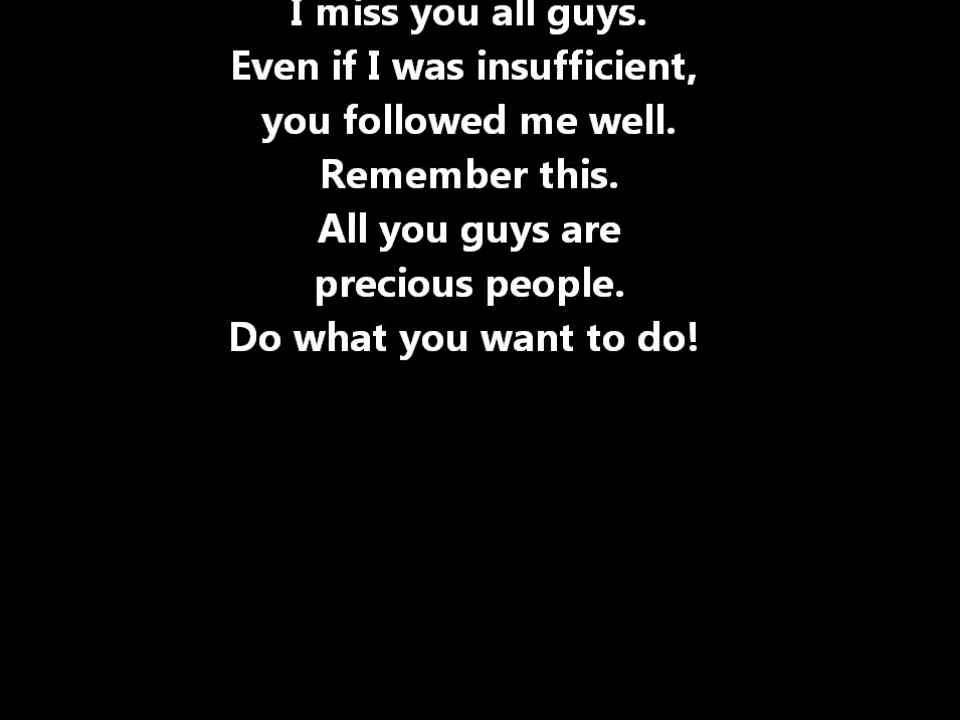 I miss you all guys.
Even if I was insufficient,
you followed me well.
Remember this.
All you guys are
precious people.
Do what you want to do!